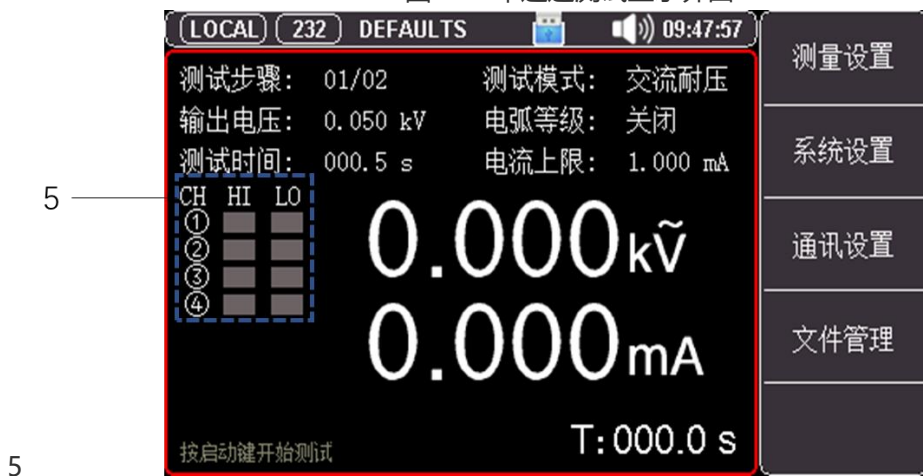 LOCAL 232 DEFAULTS 09:47:57
测试步骤: 01/02 测试模式: 交流耐压
输出电压: 0.050 kV 电弧等级: 关闭
测试时间: 000.5 s 电流上限: 1.000 mA
5
CH HI LO
①
②
③
④
0.000 kṼ
0.000 mA
按启动键开始测试
T:000.0 s
测量设置
系统设置
通讯设置
文件管理
5